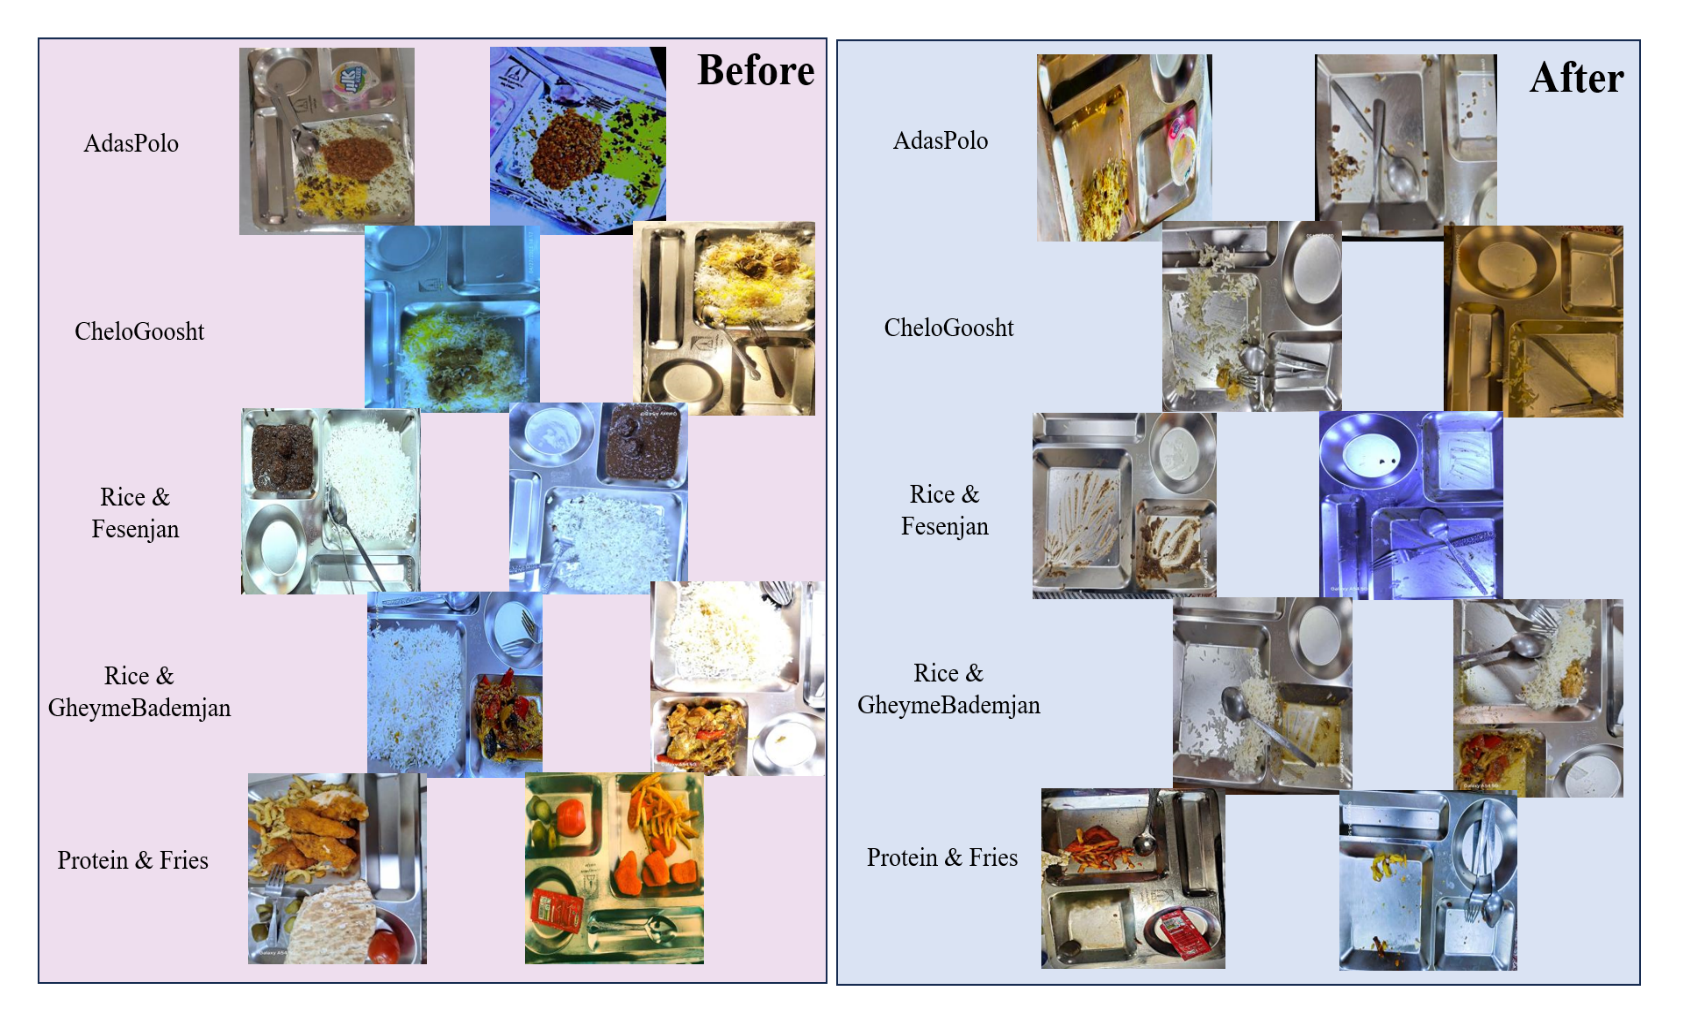 Before
AdasPolo
CheloGoosht
Rice &
Fesenjan
Rice &
GheymeBademjan
Protein & Fries
After
AdasPolo
CheloGoosht
Rice &
Fesenjan
Rice &
GheymeBademjan
Protein & Fries